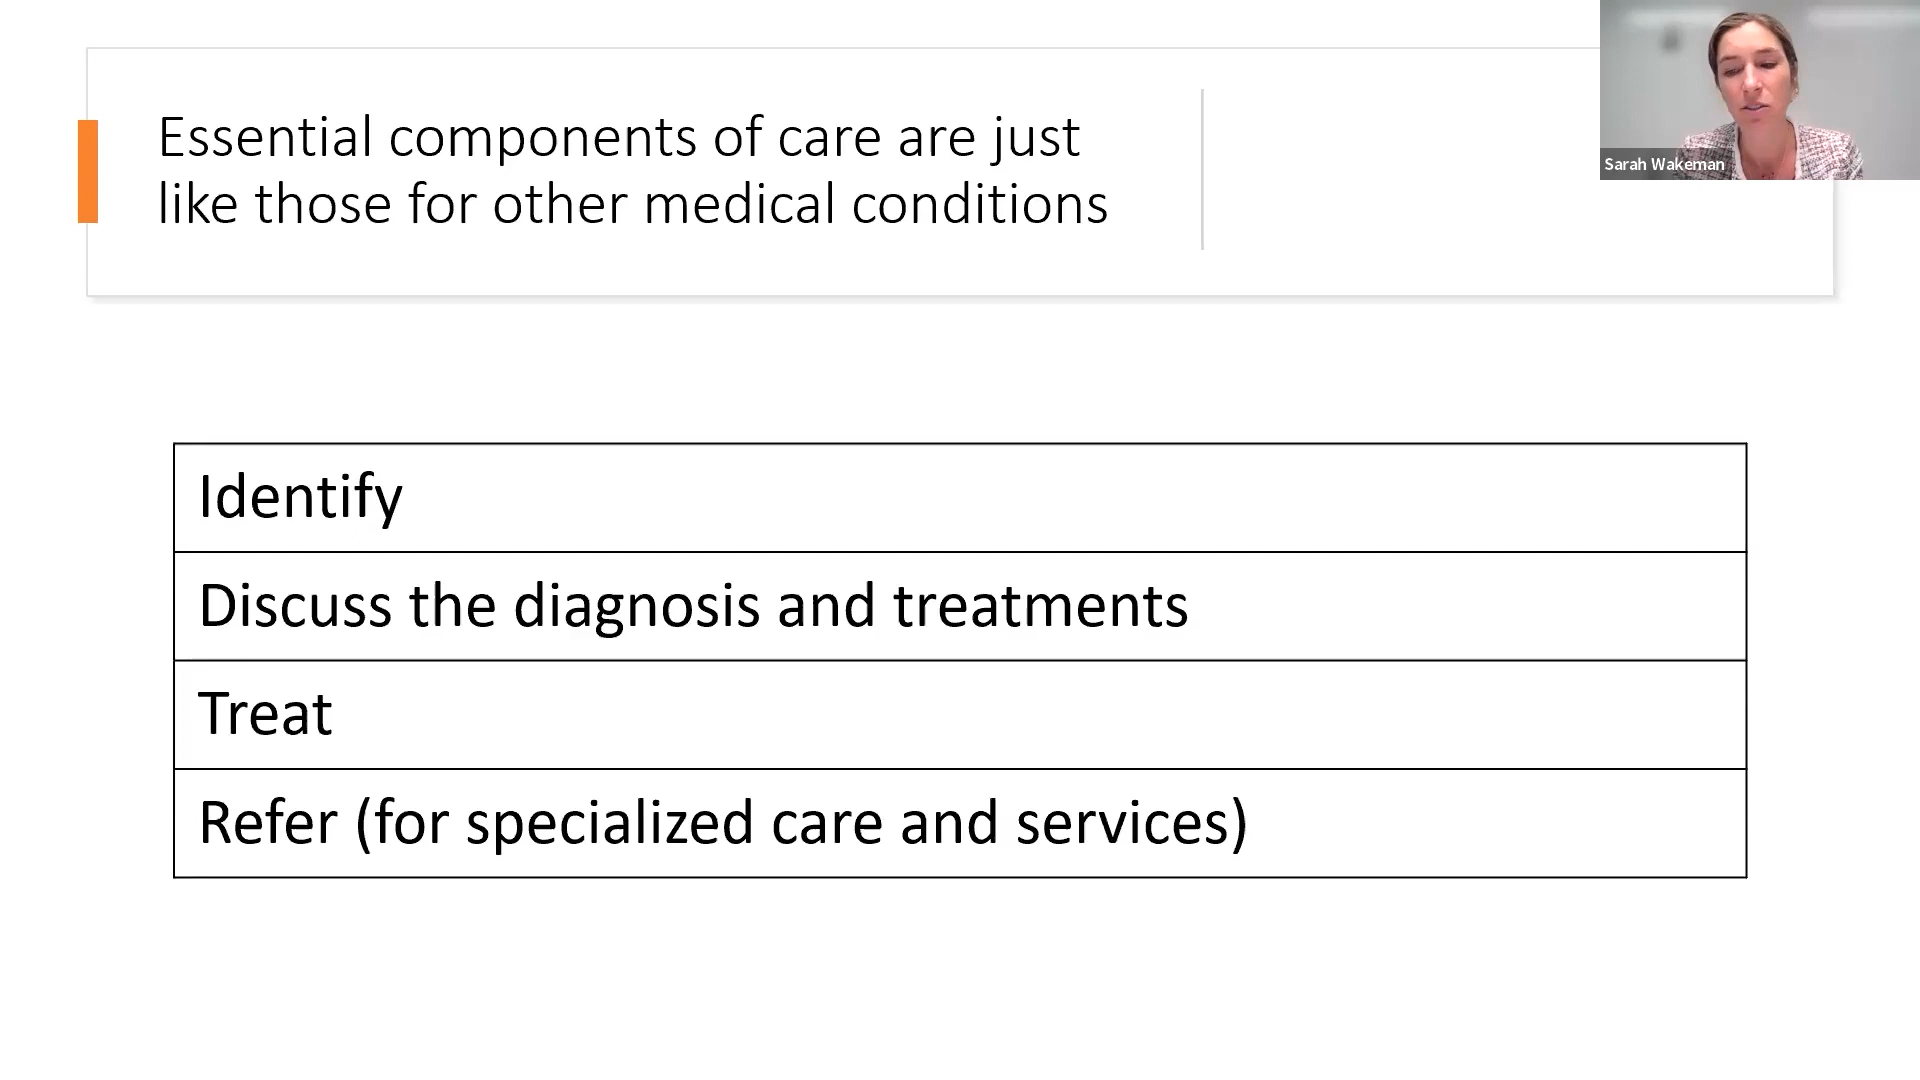 Essential components of care are just
like those for other medical conditions
Sarah Wakeman
Identify
Discuss the diagnosis and treatments
Treat
Refer (for specialized care and services)